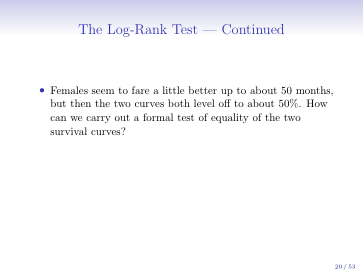 The Log-Rank Test — Continued
• Females seem to fare a little better up to about 50 months,
but then the two curves both level off to about 50%. How
can we carry out a formal test of equality of the two
survival curves?
20 / 53